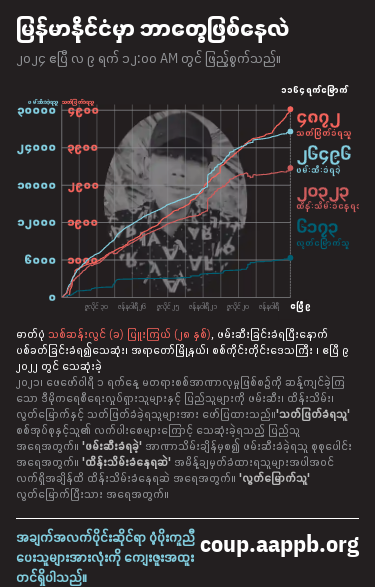 မြန်မာနိုင်ငံမှာ ဘာတွေဖြစ်နေလဲ
၂၀၂၄ ဧပြီ လ ၉ ရက် ၁၂:၀၀ AM တွင် ဖြည့်စွက်သည်။
၁၁၆၄ ရက်မြောက်
ဖမ်းဆီးခံရသူ သတ်ဖြတ်ခံရသူ
၃၀၀၀၀ ၄၉၀၀
၄၈၇၂
သတ်ဖြတ်ခံရသူ
၂၄၀၀၀ ၃၉၀၀
၂၆၄၉၆
ဖမ်းဆီးခံရခဲ့
၁၈၀၀၀ ၂၉၀၀
၂၀၃၂၃
ထိန်းသိမ်းခံနေရဆဲ
၁၂၀၀၀ ၁၉၀၀
၆၁၇၃
လွတ်မြောက်သူ
၆၀၀၀
၀
ဧပြီ ၉
ဓာတ်ပုံ သစ်ဆန်းလွင် (ခ) ပြူးကြယ် (၂၈ နှစ်), ဖမ်းဆီးခြင်းခံရပြီးနောက်
ပစ်ခတ်ခြင်းခံရ၍သေဆုံး၊ အရာတော်မြို့နယ်၊ စစ်ကိုင်းတိုင်းဒေသကြီး ၊ ဧပြီ ၉
၂၀၂၂ တွင် သေဆုံးခဲ့
၂၀၂၁ ဖေဖော်ဝါရီ ၁ ရက်နေ့ မတရားစစ်အာဏာလုမှုဖြစ်စဥ်ကို ဆန့်ကျင်ခဲ့ကြ
သော ဒီမိုကရေစီရေးလှုပ်ရှားသူများနှင့် ပြည်သူများကို ဖမ်းဆီး၊ ထိန်းသိမ်း၊
လွတ်မြောက်နှင့် သတ်ဖြတ်ခံခဲ့ရသူများအား ဖော်ပြထားသည်။'သတ်ဖြတ်ခံရသူ'
စစ်အုပ်စုနှင့်သူ၏ လက်ပါးစေများကြောင့် သေဆုံးခဲ့ရသည့် ပြည်သူ
အရေအတွက်။ 'ဖမ်းဆီးခံရခဲ့' အာဏာသိမ်းချိန်မှစ၍ ဖမ်းဆီးခံခဲ့ရသူ စုစုပေါင်း
အရေအတွက်။ 'ထိန်းသိမ်းခံနေရဆဲ' အမိန့်ချမှတ်ခံထားရသူများအပါအဝင်
လက်ရှိအချိန်ထိ ထိန်းသိမ်းခံနေရဆဲ အရေအတွက်။ 'လွတ်မြောက်သူ'
လွတ်မြောက်ပြီးသား အရေအတွက်။
အချက်အလက်ပိုင်းဆိုင်ရာ ပံ့ပိုးကူညီ
ပေးသူများအားလုံးကို ကျေးဇူးအထူး
တင်ရှိပါသည်။
coup.aappb.org